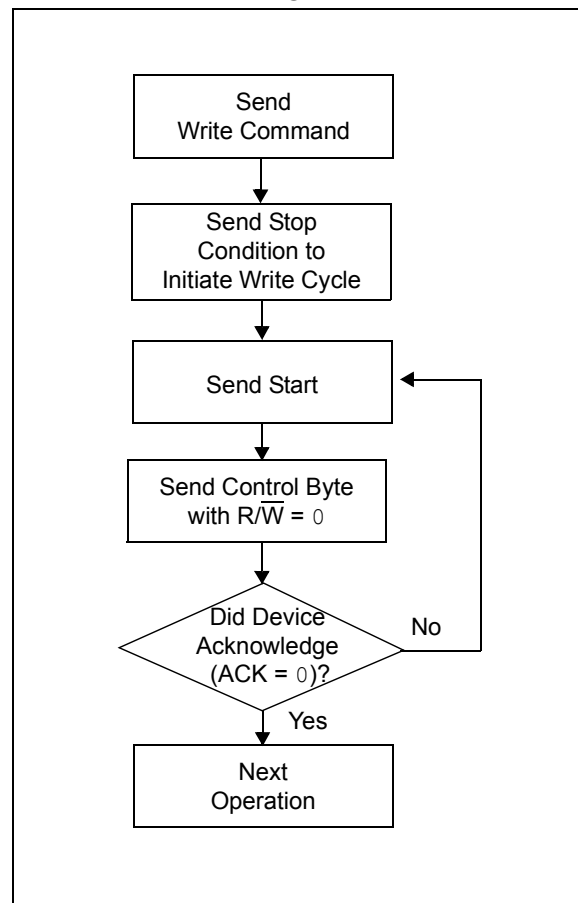 Send
Write Command
Send Stop
Condition to
Initiate Write Cycle
Send Start
Send Control Byte
with R/W̅ = 0
Did Device
Acknowledge
(ACK = 0)?
No
Yes
Next
Operation